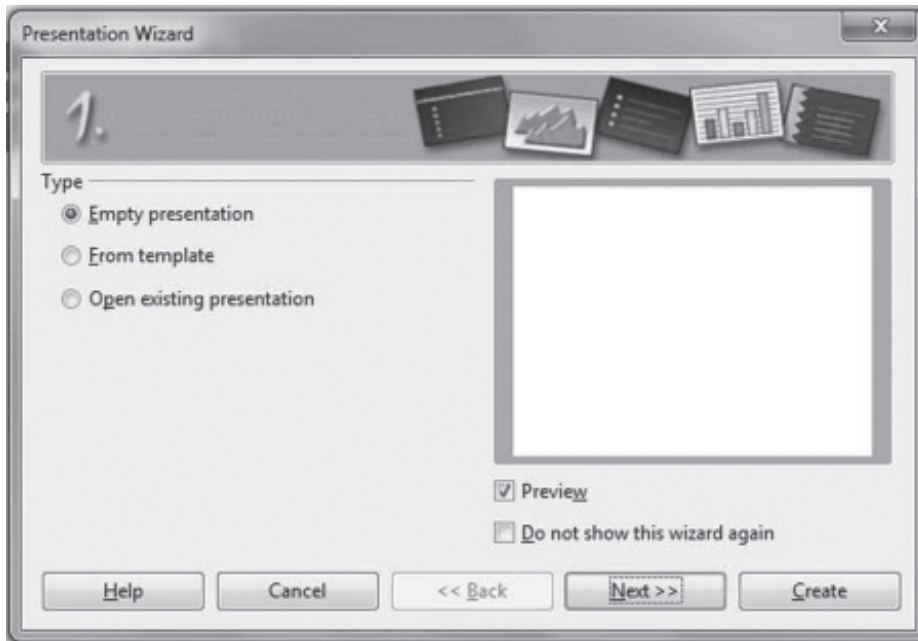 Presentation Wizard
1.
Type
Empty presentation
From template
Open existing presentation
Preview
Do not show this wizard again
Help
Cancel
<< Back
Next >>
Create